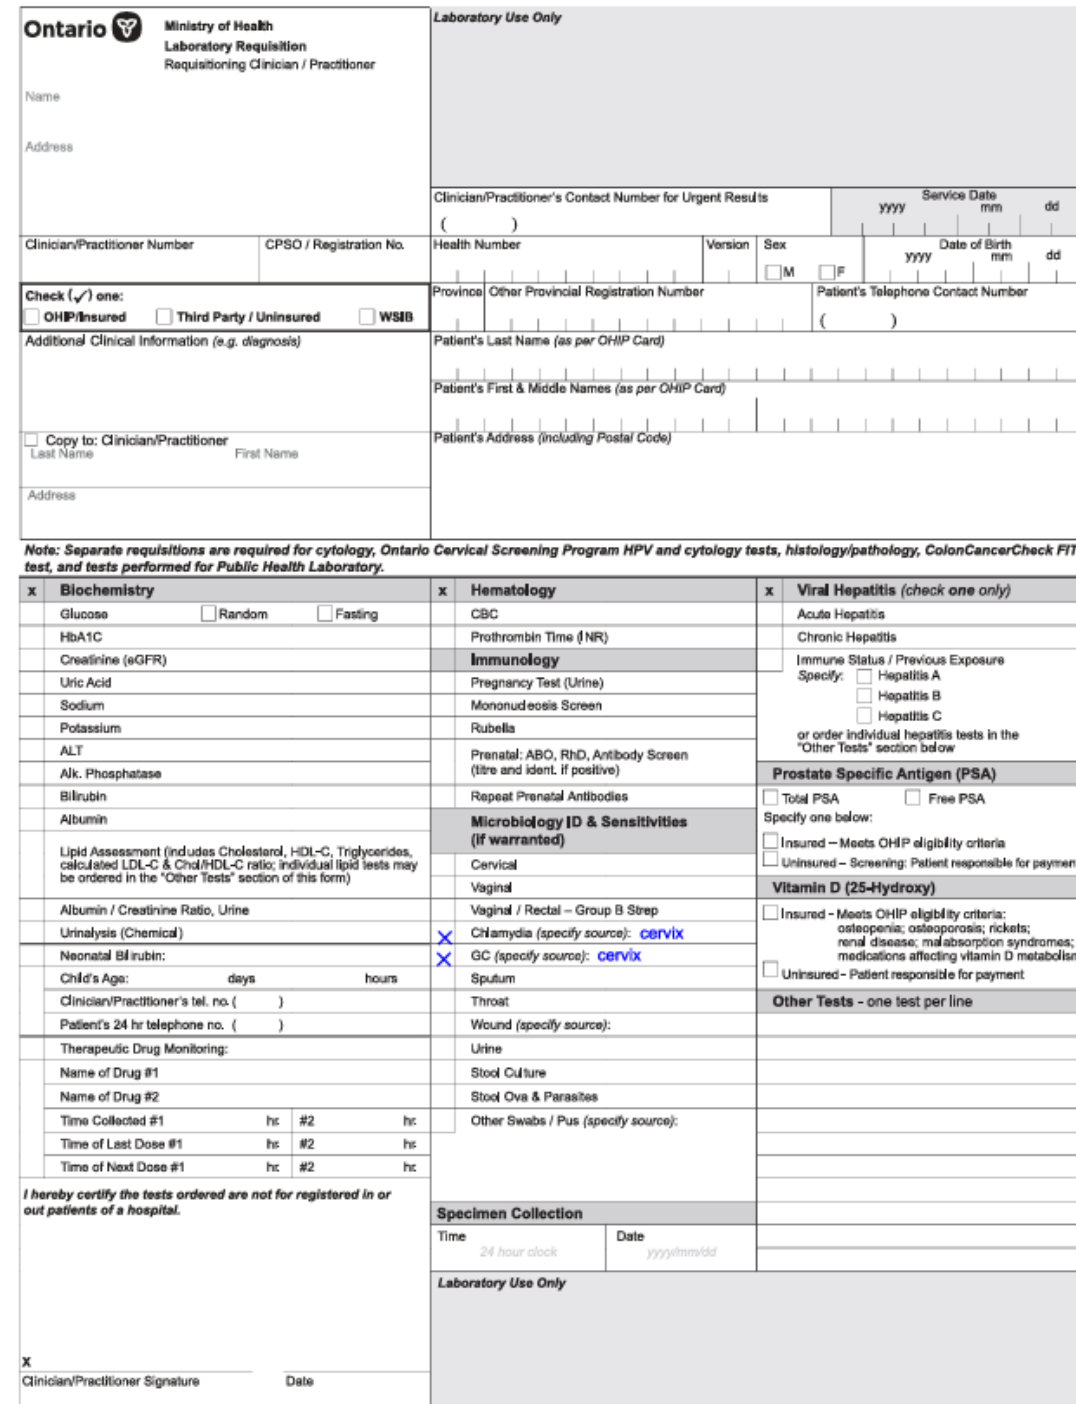 Ontario
Ministry of Health
Laboratory Requisition
Requisitioning Clinician / Practitioner
Name
Address
Laboratory Use Only
Clinician/Practitioner's Contact Number for Urgent Results
( )
Service Date
yyyy mm dd
Clinician/Practitioner Number CPSO / Registration No.
Health Number Version Sex
M F
Date of Birth
yyyy mm dd
Check (✓) one:
OHIP/Insured Third Party / Uninsured WSIB
Province Other Provincial Registration Number Patient's Telephone Contact Number
( )
Additional Clinical Information (e.g. diagnosis)
Patient's Last Name (as per OHIP Card)
Patient's First & Middle Names (as per OHIP Card)
Copy to: Clinician/Practitioner
Last Name First Name
Address
Patient's Address (including Postal Code)
Note: Separate requisitions are required for cytology, Ontario Cervical Screening Program HPV and cytology tests, histology/pathology, ColonCancerCheck FIT
test, and tests performed for Public Health Laboratory.
x Biochemistry
Glucose Random Fasting
HbA1C
Creatinine (eGFR)
Uric Acid
Sodium
Potassium
ALT
Alk. Phosphatase
Bilirubin
Albumin
Lipid Assessment (includes Cholesterol, HDL-C, Triglycerides,
calculated LDL-C & Chol/HDL-C ratio; individual lipid tests may
be ordered in the "Other Tests" section of this form)
Albumin / Creatinine Ratio, Urine
Urinalysis (Chemical)
Neonatal Bilirubin:
Child's Age: days hours
Clinician/Practitioner's tel. no. ( )
Patient's 24 hr telephone no. ( )
Therapeutic Drug Monitoring:
Name of Drug #1
Name of Drug #2
Time Collected #1 hr. #2 hr.
Time of Last Dose #1 hr. #2 hr.
Time of Next Dose #1 hr. #2 hr.
I hereby certify the tests ordered are not for registered in or
out patients of a hospital.
x
Clinician/Practitioner Signature Date
x Hematology
CBC
Prothrombin Time (INR)
Immunology
Pregnancy Test (Urine)
Mononucleosis Screen
Rubella
Prenatal: ABO, RhD, Antibody Screen
(titre and ident. if positive)
Repeat Prenatal Antibodies
Microbiology ID & Sensitivities
(if warranted)
Cervical
Vaginal
Vaginal / Rectal – Group B Strep
X Chlamydia (specify source): cervix
X GC (specify source): cervix
Sputum
Throat
Wound (specify source):
Urine
Stool Culture
Stool Ova & Parasites
Other Swabs / Pus (specify source):
Specimen Collection
Time Date
24 hour clock yyyy/mm/dd
Laboratory Use Only
x Viral Hepatitis (check one only)
Acute Hepatitis
Chronic Hepatitis
Immune Status / Previous Exposure
Specify: Hepatitis A
Hepatitis B
Hepatitis C
or order individual hepatitis tests in the
"Other Tests" section below
Prostate Specific Antigen (PSA)
Total PSA Free PSA
Specify one below:
Insured – Meets OHIP eligibility criteria
Uninsured – Screening: Patient responsible for paymen
Vitamin D (25-Hydroxy)
Insured - Meets OHIP eligibility criteria:
osteopenia; osteoporosis; rickets;
renal disease; malabsorption syndromes;
medications affecting vitamin D metabolism
Uninsured - Patient responsible for payment
Other Tests - one test per line